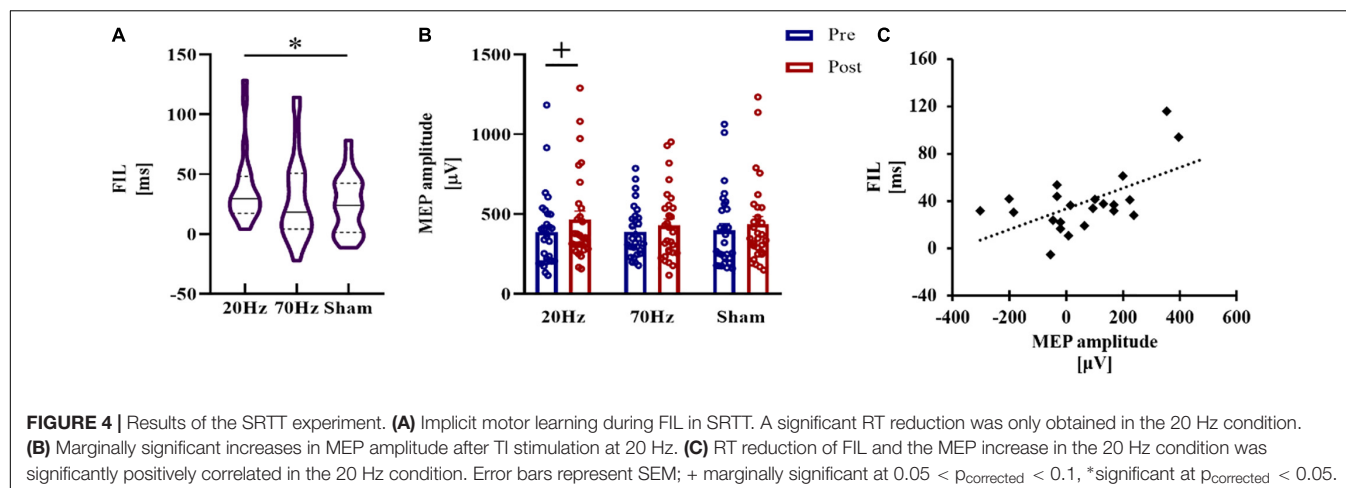 A
150
100
50
0
-50
FIL
[ms]
*
20Hz 70Hz Sham
B
1500
1000
500
0
MEP amplitude
[µV]
+
20Hz 70Hz Sham
Pre
Post
C
160
120
80
40
0
-40
FIL
[ms]
-400 -200 0 200 400 600
MEP amplitude
[µV]
FIGURE 4 | Results of the SRTT experiment. (A) Implicit motor learning during FIL in SRTT. A significant RT reduction was only obtained in the 20 Hz condition.
(B) Marginally significant increases in MEP amplitude after TI stimulation at 20 Hz. (C) RT reduction of FIL and the MEP increase in the 20 Hz condition was
significantly positively correlated in the 20 Hz condition. Error bars represent SEM; + marginally significant at 0.05 < pcorrected < 0.1, *significant at pcorrected < 0.05.